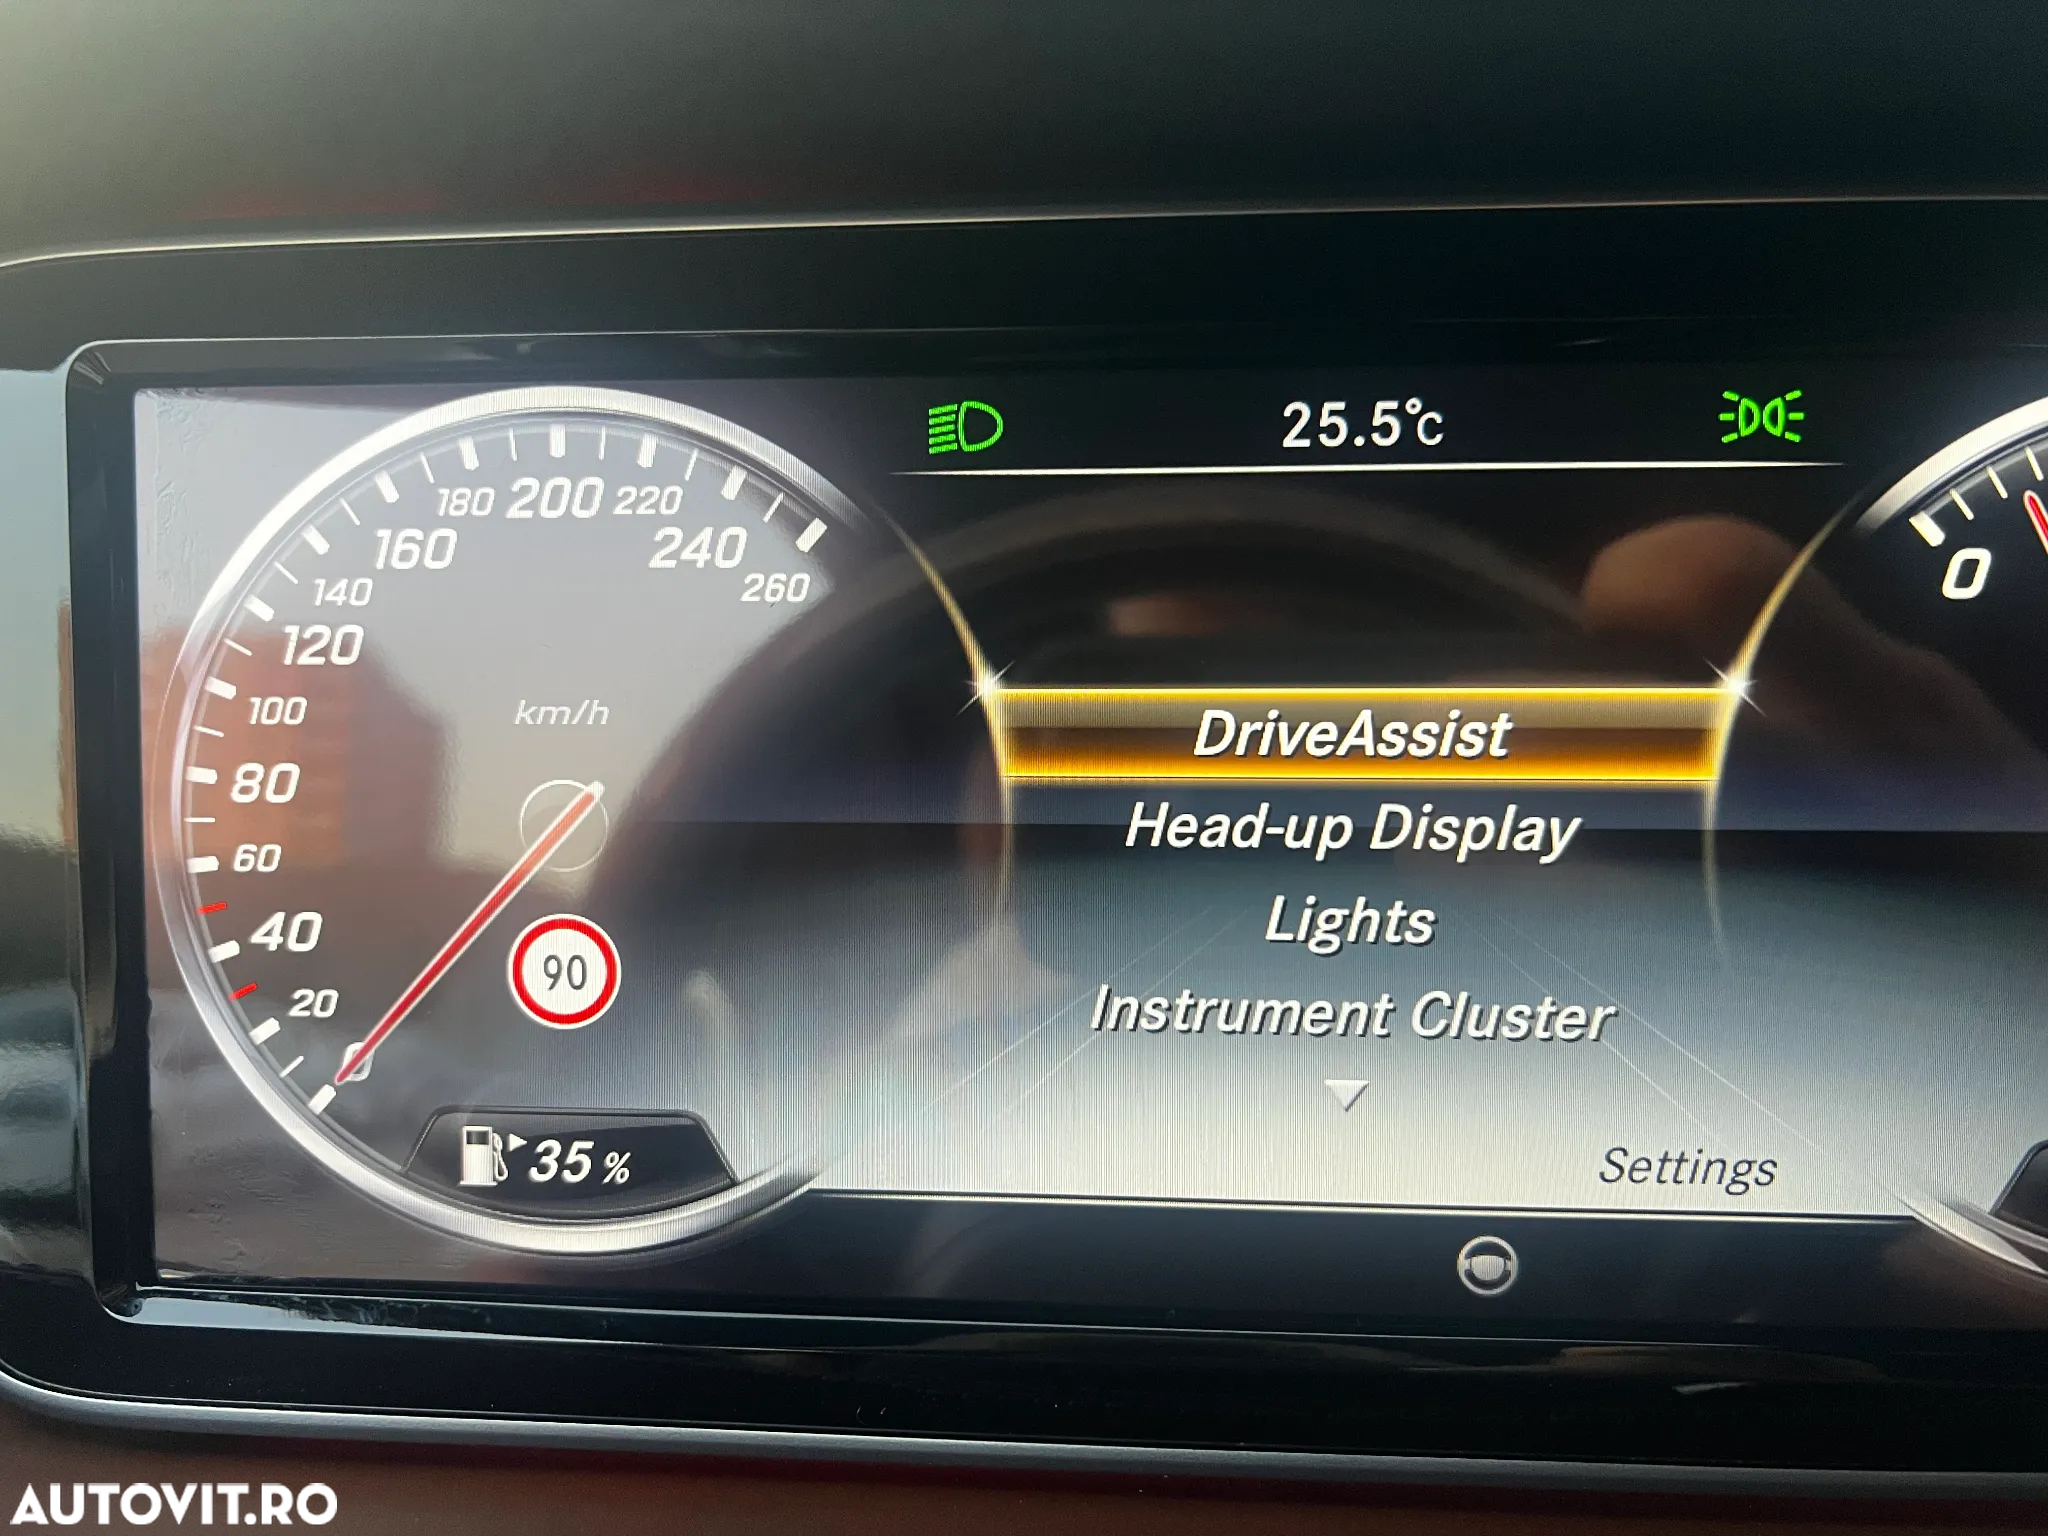 25.5°C
180 200 220
160 240
140 260
120
100
80
60
40
20
0
km/h
90
35 %
0
DriveAssist
Head-up Display
Lights
Instrument Cluster
Settings
AUTOVIT.RO